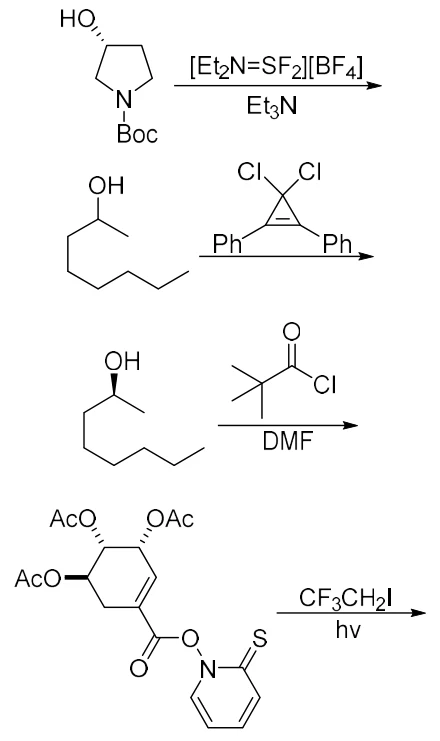 HO
[Et₂N=SF₂][BF₄]
Et₃N
N
Boc
OH
Cl Cl
Ph Ph
OH
O
Cl
DMF
AcO OAc
AcO
O
O
N
S
CF₃CH₂I
hv